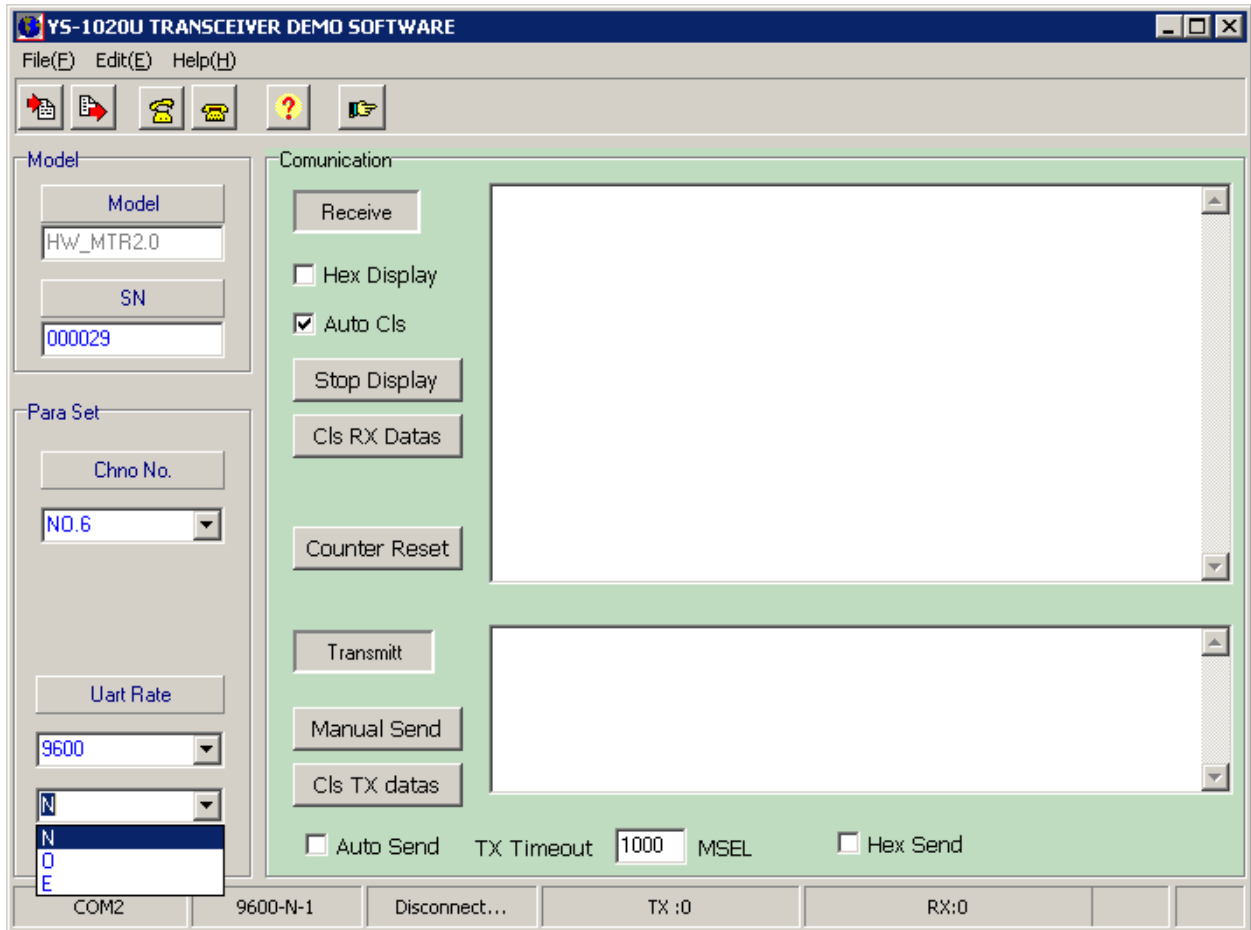 YS-1020U TRANSCEIVER DEMO SOFTWARE
File(F) Edit(E) Help(H)
Model
Model
HW_MTR2.0
SN
000029
Para Set
Chno No.
NO.6
Uart Rate
9600
N
N
O
E
Comunication
Receive
Hex Display
Auto Cls
Stop Display
Cls RX Datas
Counter Reset
Transmitt
Manual Send
Cls TX datas
Auto Send TX Timeout 1000 MSEL Hex Send
COM2 9600-N-1 Disconnect... TX :0 RX:0